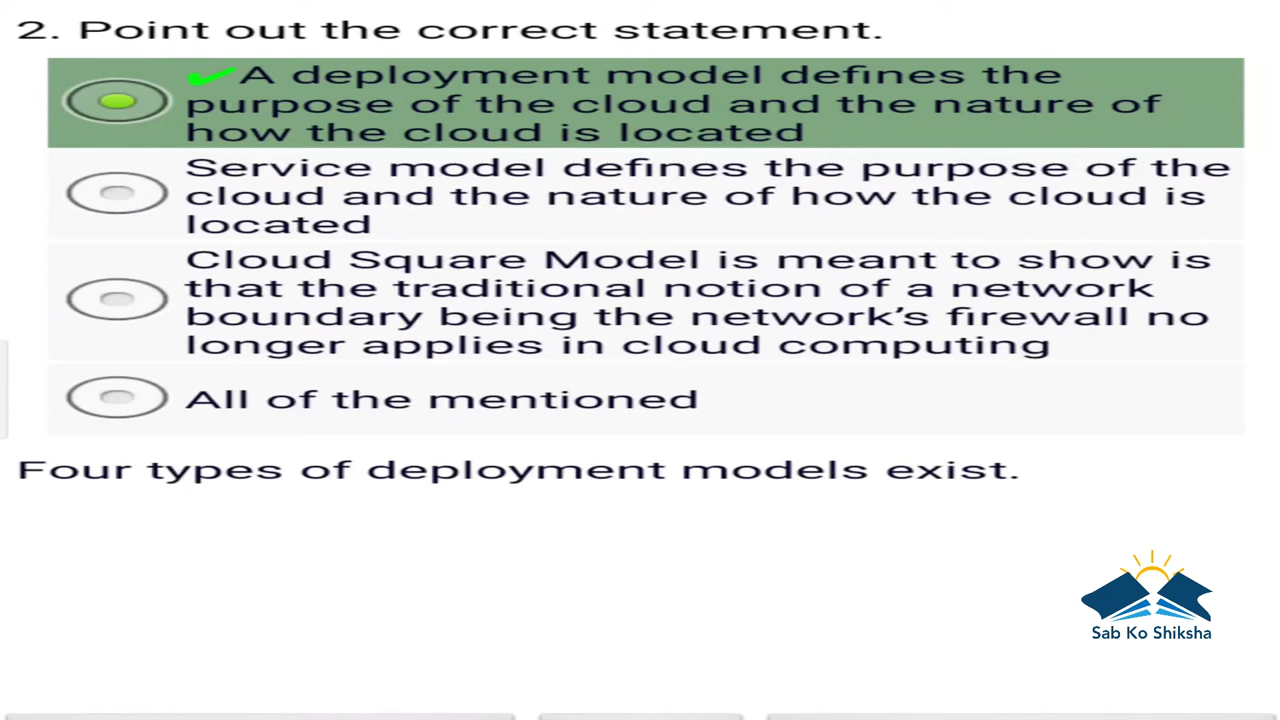 2. Point out the correct statement.
✔A deployment model defines the
purpose of the cloud and the nature of
how the cloud is located
Service model defines the purpose of the
cloud and the nature of how the cloud is
located
Cloud Square Model is meant to show is
that the traditional notion of a network
boundary being the network’s firewall no
longer applies in cloud computing
All of the mentioned
Four types of deployment models exist.
Sab Ko Shiksha